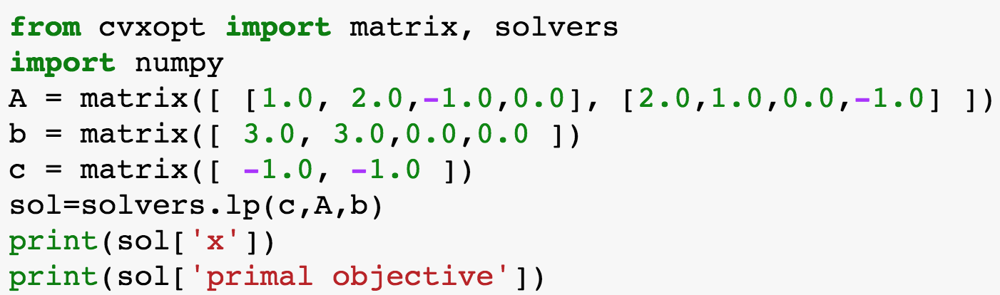 from cvxopt import matrix, solvers
import numpy
A = matrix([ [1.0, 2.0,-1.0,0.0], [2.0,1.0,0.0,-1.0] ])
b = matrix([ 3.0, 3.0,0.0,0.0 ])
c = matrix([ -1.0, -1.0 ])
sol=solvers.lp(c,A,b)
print(sol['x'])
print(sol['primal objective'])